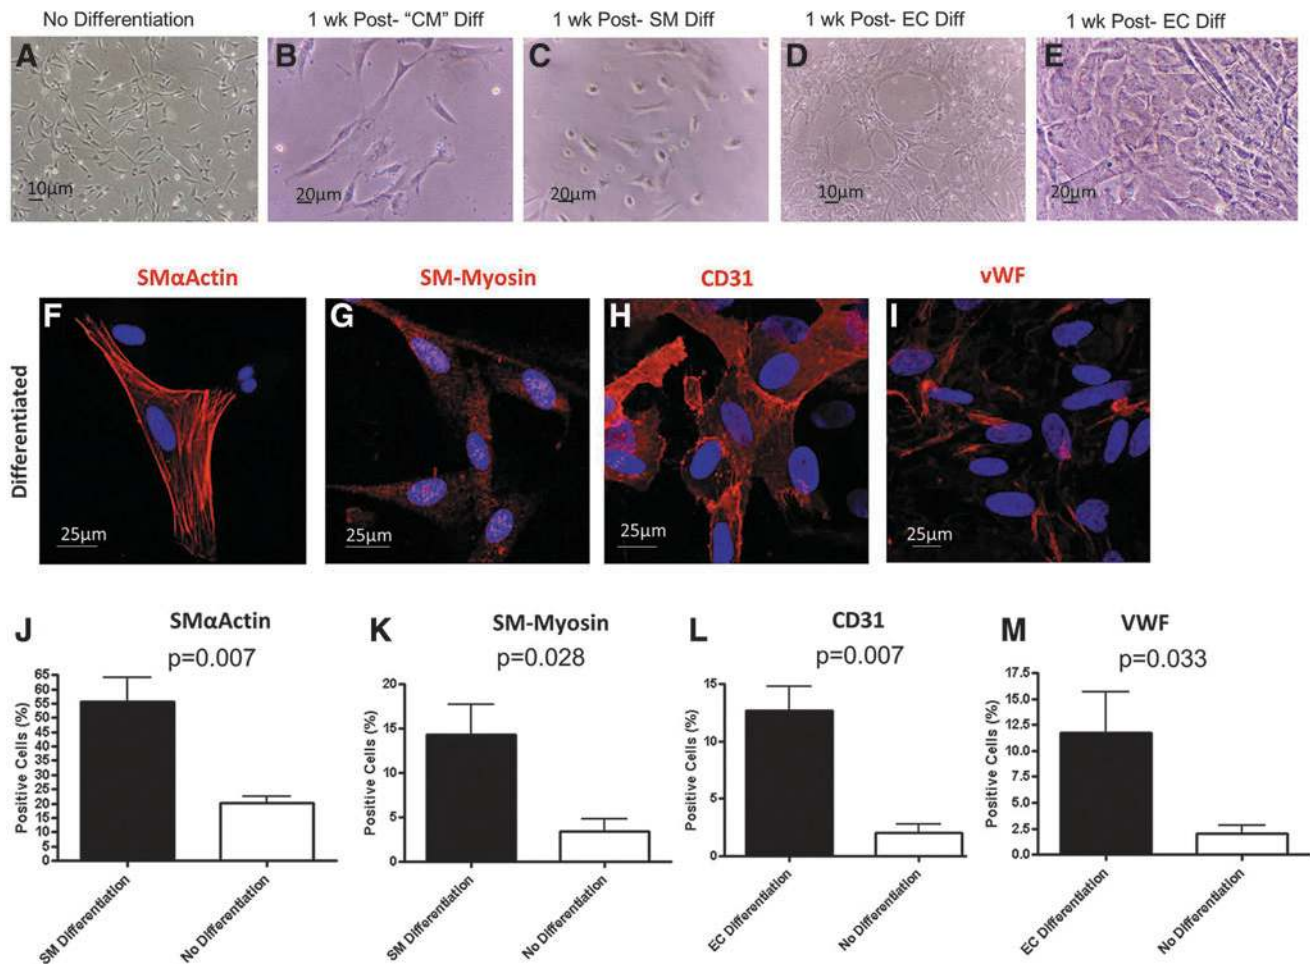 No Differentiation
1 wk Post- “CM” Diff
1 wk Post- SM Diff
1 wk Post- EC Diff
1 wk Post- EC Diff
A
B
C
D
E
10µm
20µm
20µm
10µm
20µm
SMαActin
SM-Myosin
CD31
vWF
Differentiated
F
G
H
I
25µm
25µm
25µm
25µm
J
SMαActin
p=0.007
Positive Cells (%)
65
60
55
50
45
40
35
30
25
20
15
10
5
0
SM Differentiation
No Differentiation
K
SM-Myosin
p=0.028
Positive Cells (%)
20
15
10
5
0
SM Differentiation
No Differentiation
L
CD31
p=0.007
Positive Cells (%)
15
10
5
0
EC Differentiation
No Differentiation
M
VWF
p=0.033
Positive Cells (%)
17.5
15.0
12.5
10.0
7.5
5.0
2.5
0.0
EC Differentiation
No Differentiation